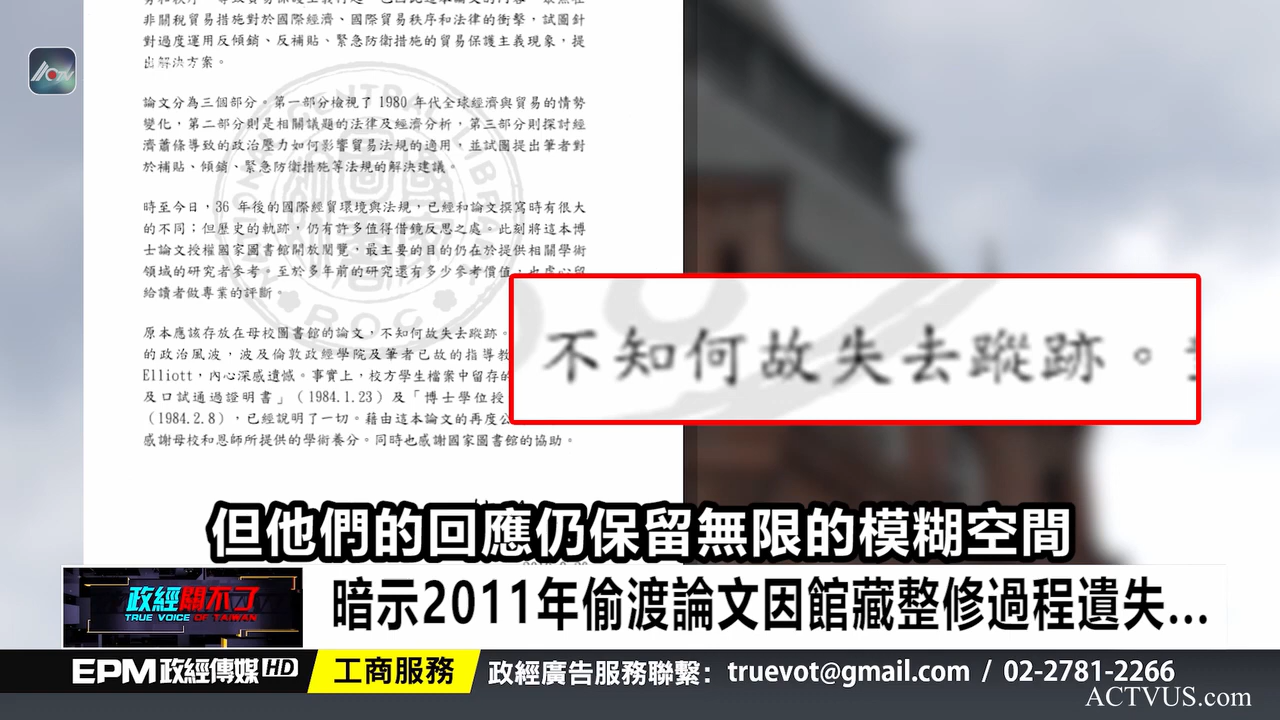 非關稅貿易措施對於國際經濟、國際貿易秩序和法律的衝擊，試圖針
對過度運用反傾銷、反補貼、緊急防衛措施的貿易保護主義現象，提
出解決方案。
論文分為三個部分。第一部分檢視了 1980 年代全球經濟與貿易的情勢
變化，第二部分則是相關議題的法律及經濟分析，第三部分則探討經
濟蕭條導致的政治壓力如何影響貿易法規的適用，並試圖提出筆者對
於補貼、傾銷、緊急防衛措施等法規的解決建議。
時至今日，36 年後的國際經貿環境與法規，已經和論文撰寫時有很大
的不同；但歷史的軌跡，仍有許多值得借鏡反思之處。此刻將這本博
士論文授權國家圖書館開放閱覽，最主要的目的仍在於提供相關學術
領域的研究者參考。至於多年前的研究還有多少參考價值，也虛心留
給讀者做專業的評斷。
原本應該存放在母校圖書館的論文，不知何故失去蹤跡。
的政治風波，波及倫敦政經學院及筆者已故的指導教
Elliott，內心深感遺憾。事實上，校方學生檔案中留存的
及口試通過證明書」（1984.1.23）及「博士學位授
（1984.2.8），已經說明了一切。藉由這本論文的再度公
感謝母校和恩師所提供的學術養分。同時也感謝國家圖書館的協助。
不知何故失去蹤跡。
但他們的回應仍保留無限的模糊空間
政經關不了
TRUE VOICE OF TAIWAN
暗示2011年偷渡論文因館藏整修過程遺失...
EPM政經傳媒HD
工商服務
政經廣告服務聯繫：truevot@gmail.com / 02-2781-2266
ACTVUS.com